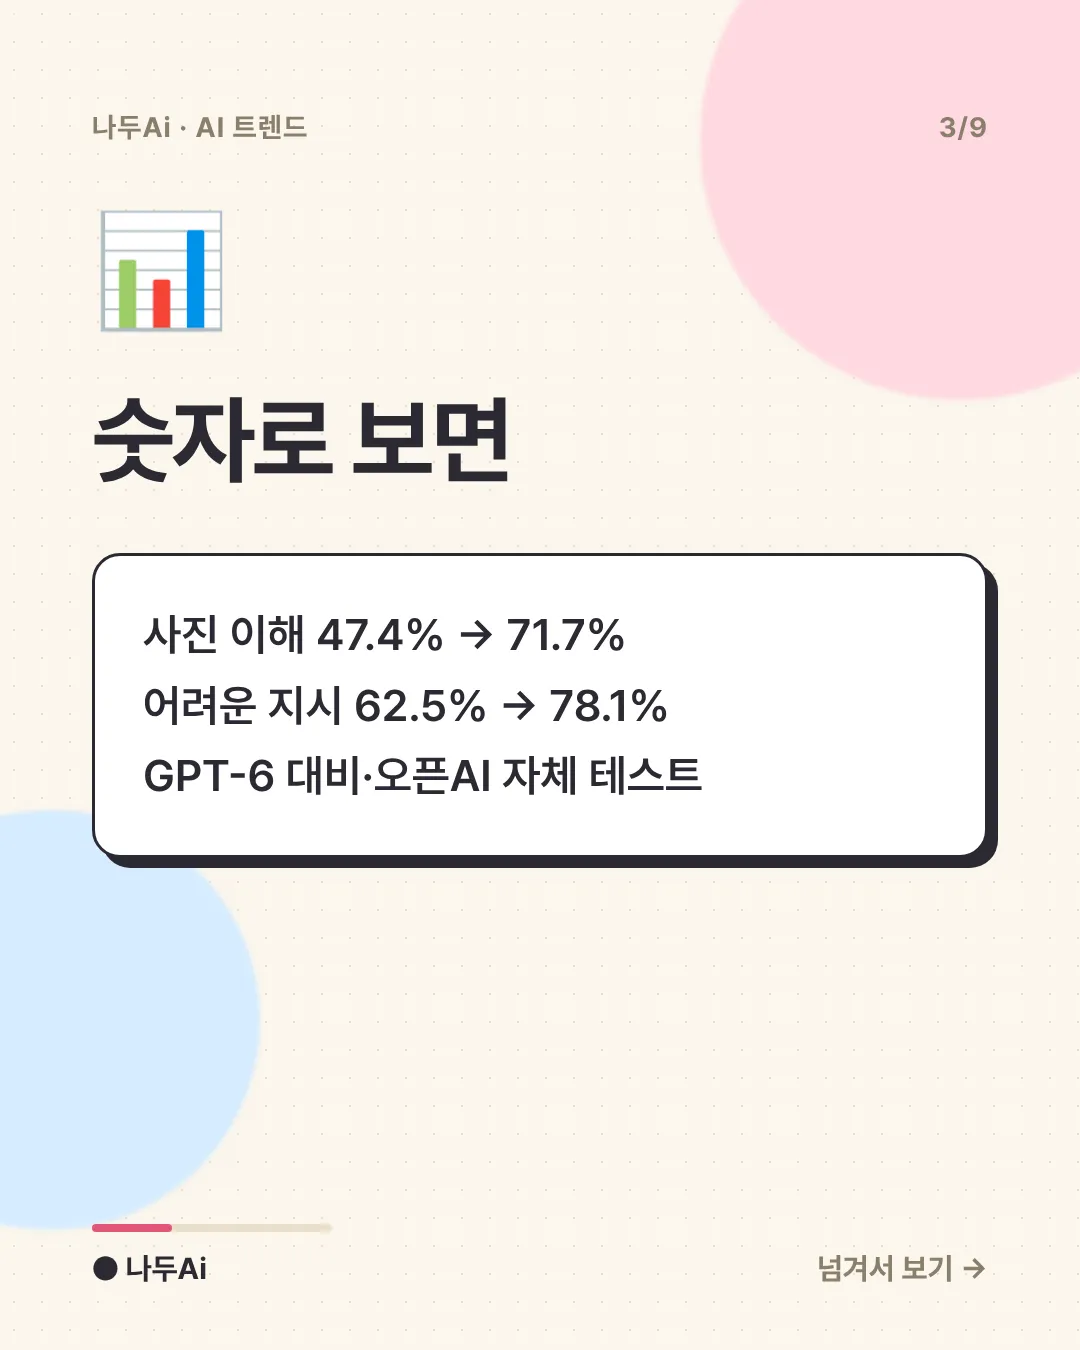 나두Ai · AI 트렌드
3/9
숫자로 보면
사진 이해 47.4% → 71.7%
어려운 지시 62.5% → 78.1%
GPT-6 대비·오픈AI 자체 테스트
나두Ai
넘겨서 보기 →